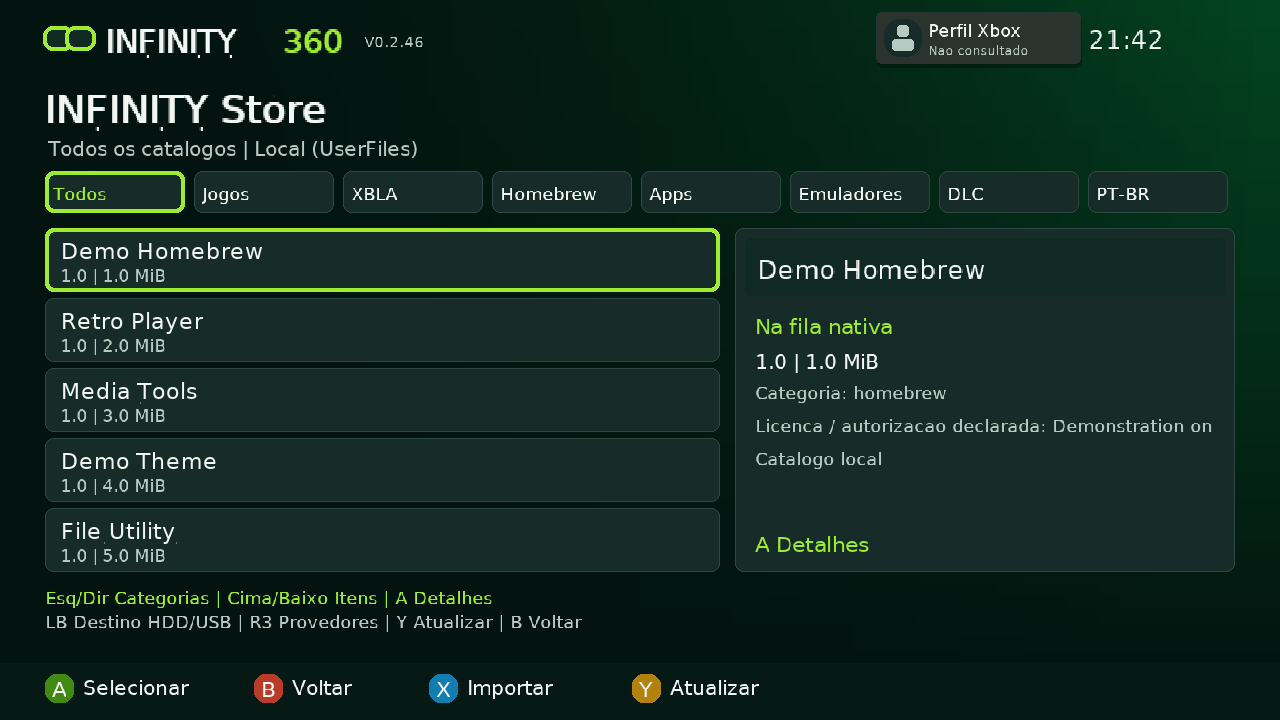 INFINITY 360 V0.2.46
Perfil Xbox
Nao consultado
21:42
INFINITY Store
Todos os catalogos | Local (UserFiles)
Todos Jogos XBLA Homebrew Apps Emuladores DLC PT-BR
Demo Homebrew
1.0 | 1.0 MiB
Retro Player
1.0 | 2.0 MiB
Media Tools
1.0 | 3.0 MiB
Demo Theme
1.0 | 4.0 MiB
File Utility
1.0 | 5.0 MiB
Demo Homebrew
Na fila nativa
1.0 | 1.0 MiB
Categoria: homebrew
Licenca / autorizacao declarada: Demonstration on
Catalogo local
A Detalhes
Esq/Dir Categorias | Cima/Baixo Itens | A Detalhes
LB Destino HDD/USB | R3 Provedores | Y Atualizar | B Voltar
A Selecionar B Voltar X Importar Y Atualizar